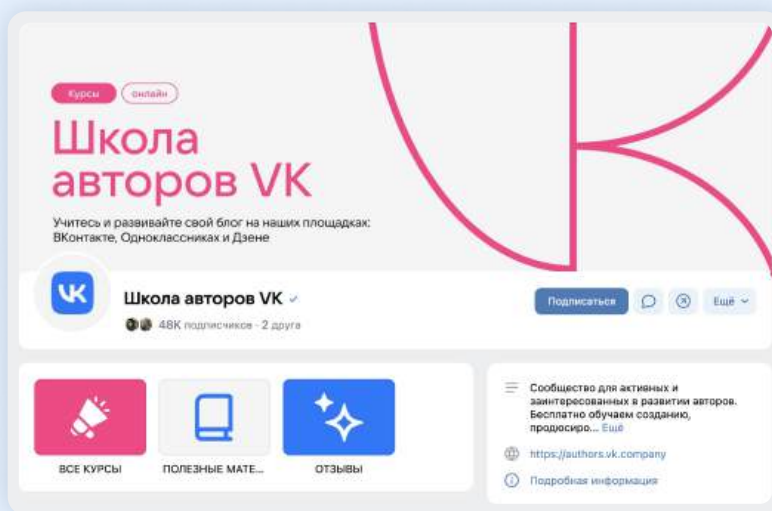 Курсы
онлайн
Школа
авторов VK
Учитесь и развивайте свой блог на наших площадках:
ВКонтакте, Одноклассниках и Дзене
Школа авторов VK
48K подписчиков · 2 друга
Подписаться
Ещё
ВСЕ КУРСЫ
ПОЛЕЗНЫЕ МАТЕ...
ОТЗЫВЫ
Сообщество для активных и
заинтересованных в развитии авторов.
Бесплатно обучаем созданию,
продюсиро... Ещё
https://authors.vk.company
Подробная информация